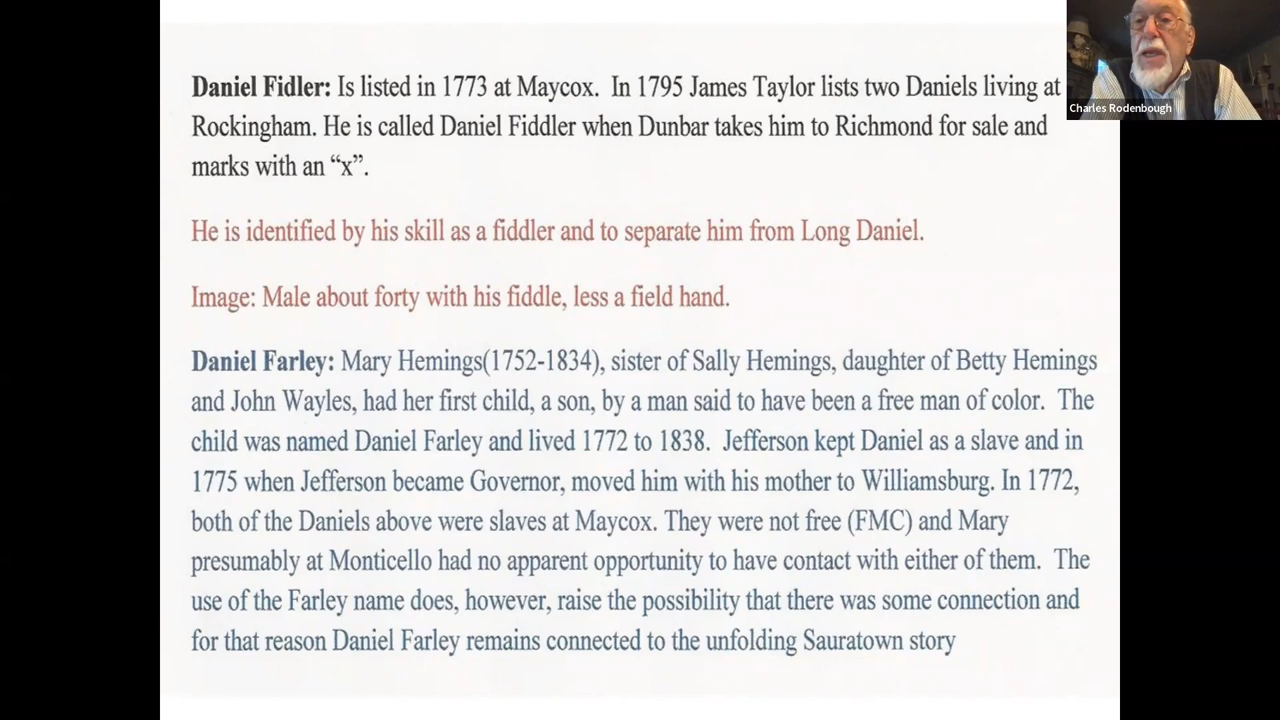 Daniel Fidler: Is listed in 1773 at Maycox.  In 1795 James Taylor lists two Daniels living at
Rockingham. He is called Daniel Fiddler when Dunbar takes him to Richmond for sale and
marks with an “x”.
He is identified by his skill as a fiddler and to separate him from Long Daniel.
Image: Male about forty with his fiddle, less a field hand.
Daniel Farley: Mary Hemings(1752-1834), sister of Sally Hemings, daughter of Betty Hemings
and John Wayles, had her first child, a son, by a man said to have been a free man of color.  The
child was named Daniel Farley and lived 1772 to 1838.  Jefferson kept Daniel as a slave and in
1775 when Jefferson became Governor, moved him with his mother to Williamsburg. In 1772,
both of the Daniels above were slaves at Maycox. They were not free (FMC) and Mary
presumably at Monticello had no apparent opportunity to have contact with either of them.  The
use of the Farley name does, however, raise the possibility that there was some connection and
for that reason Daniel Farley remains connected to the unfolding Sauratown story
Charles Rodenbough